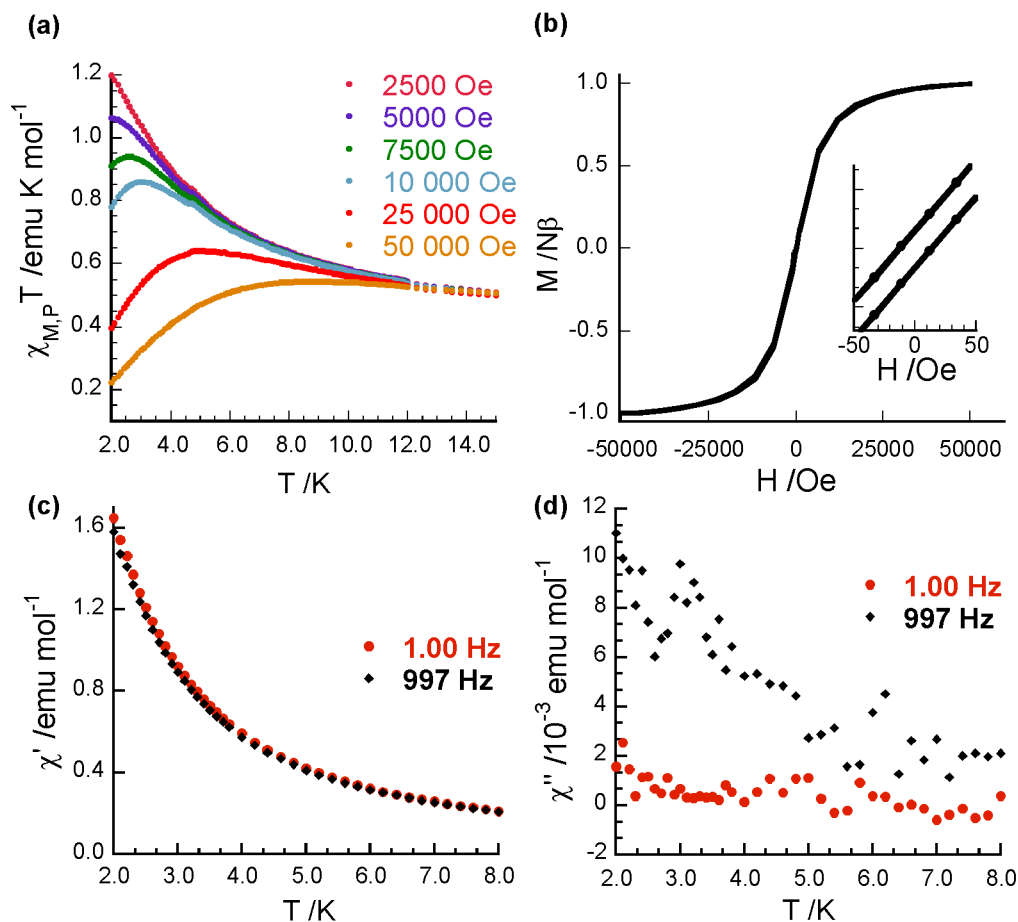 (a)
χM,PT /emu K mol⁻¹
1.2
1.0
0.8
0.6
0.4
0.2
2.0 4.0 6.0 8.0 10.0 12.0 14.0
T /K
2500 Oe
5000 Oe
7500 Oe
10 000 Oe
25 000 Oe
50 000 Oe
(b)
M /Nβ
1.0
0.5
0.0
-0.5
-1.0
-50000 -25000 0 25000 50000
H /Oe
-50 0 50
H /Oe
(c)
χ' /emu mol⁻¹
1.6
1.2
0.8
0.4
0.0
2.0 3.0 4.0 5.0 6.0 7.0 8.0
T /K
1.00 Hz
997 Hz
(d)
χ'' /10⁻³ emu mol⁻¹
12
10
8
6
4
2
0
-2
2.0 3.0 4.0 5.0 6.0 7.0 8.0
T /K
1.00 Hz
997 Hz